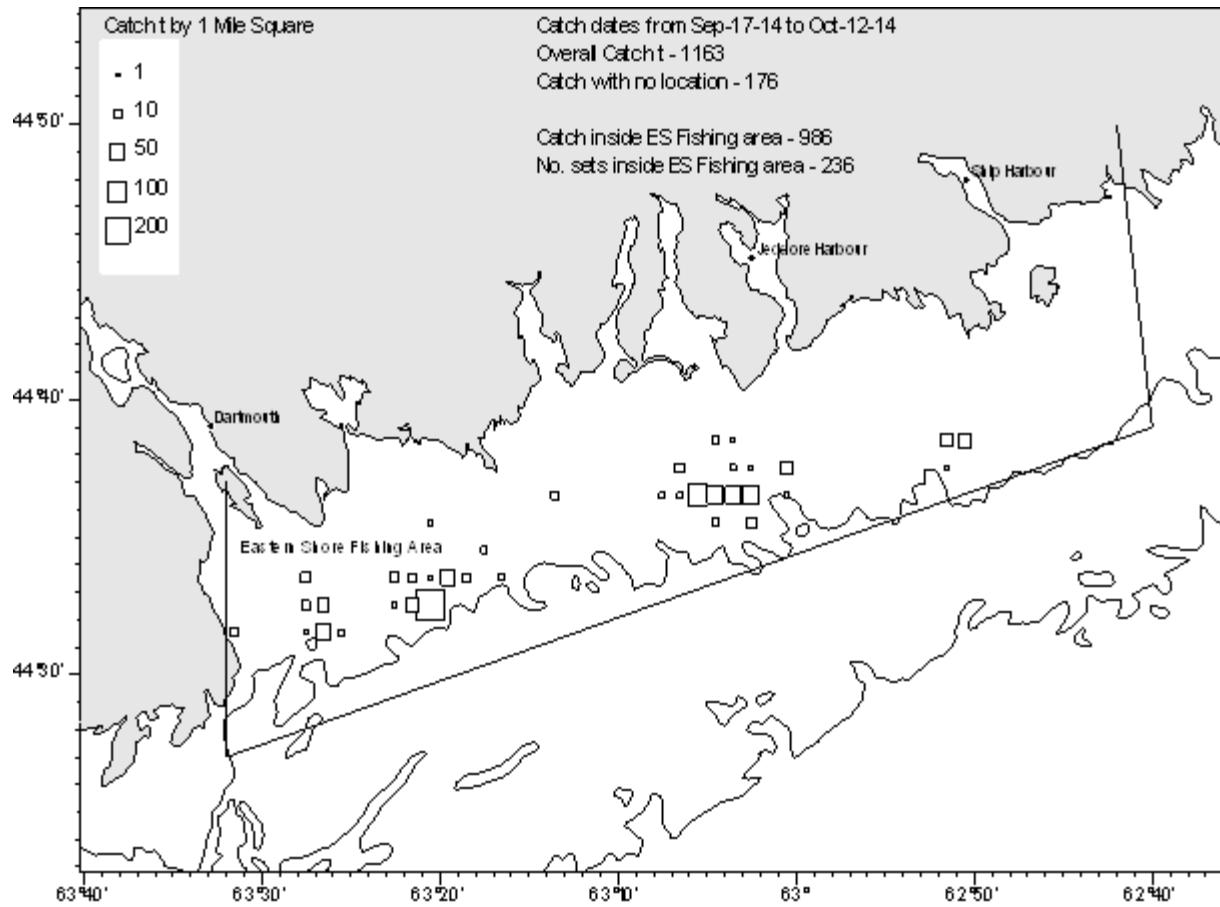 Catch t by 1 Mile Square
1
10
50
100
200
Catch dates from Sep-17-14 to Oct-12-14
Overall Catch t - 1163
Catch with no location - 176
Catch inside ES Fishing area - 986
No. sets inside ES Fishing area - 236
44°50'
Ship Harbour
Jeddore Harbour
44°40'
Dartmouth
Eastern Shore Fishing Area
44°30'
63°40'
63°30'
63°20'
63°10'
63°
62°50'
62°40'